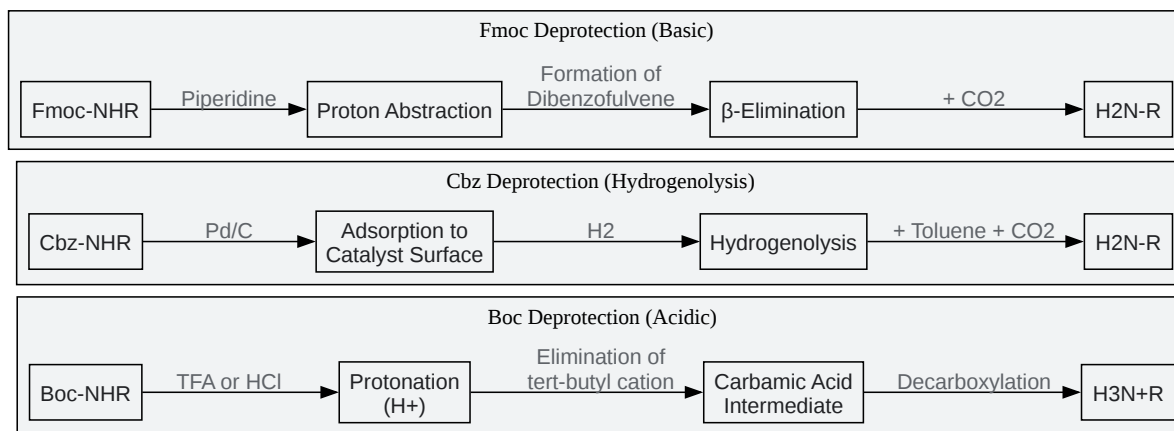 Fmoc Deprotection (Basic)
Fmoc-NHR
Piperidine
Proton Abstraction
Formation of
Dibenzofulvene
β-Elimination
+ CO2
H2N-R
Cbz Deprotection (Hydrogenolysis)
Cbz-NHR
Pd/C
Adsorption to
Catalyst Surface
H2
Hydrogenolysis
+ Toluene + CO2
H2N-R
Boc Deprotection (Acidic)
Boc-NHR
TFA or HCl
Protonation
(H+)
Elimination of
tert-butyl cation
Carbamic Acid
Intermediate
Decarboxylation
H3N+R